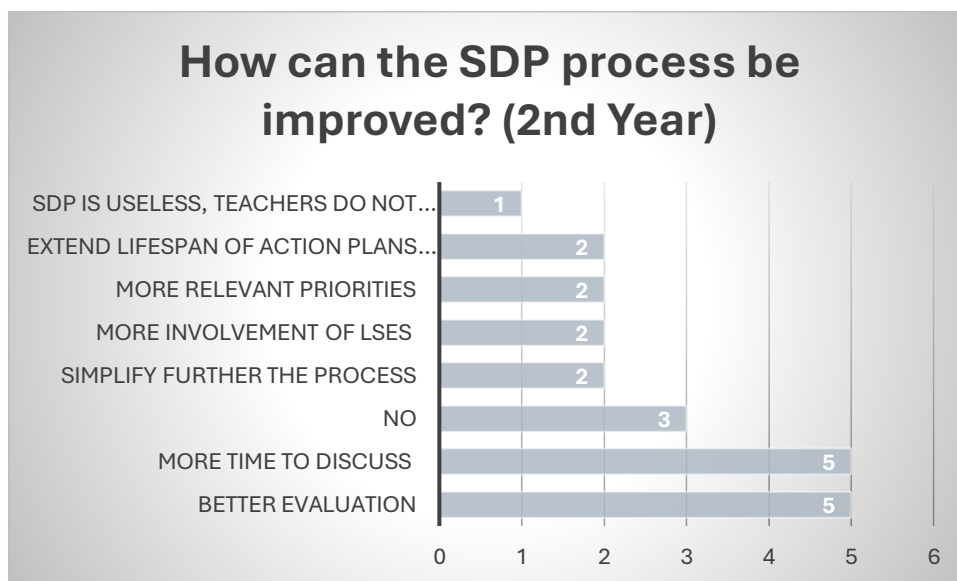 How can the SDP process be
improved? (2nd Year)
SDP IS USELESS, TEACHERS DO NOT... 1
EXTEND LIFESPAN OF ACTION PLANS... 2
MORE RELEVANT PRIORITIES 2
MORE INVOLVEMENT OF LSES 2
SIMPLIFY FURTHER THE PROCESS 2
NO 3
MORE TIME TO DISCUSS 5
BETTER EVALUATION 5
0 1 2 3 4 5 6